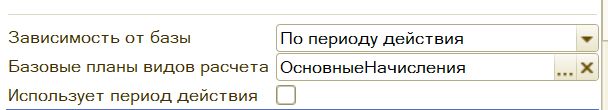 Зависимость от базы По периоду действия
Базовые планы видов расчета ОсновныеНачисления ...
Использует период действия